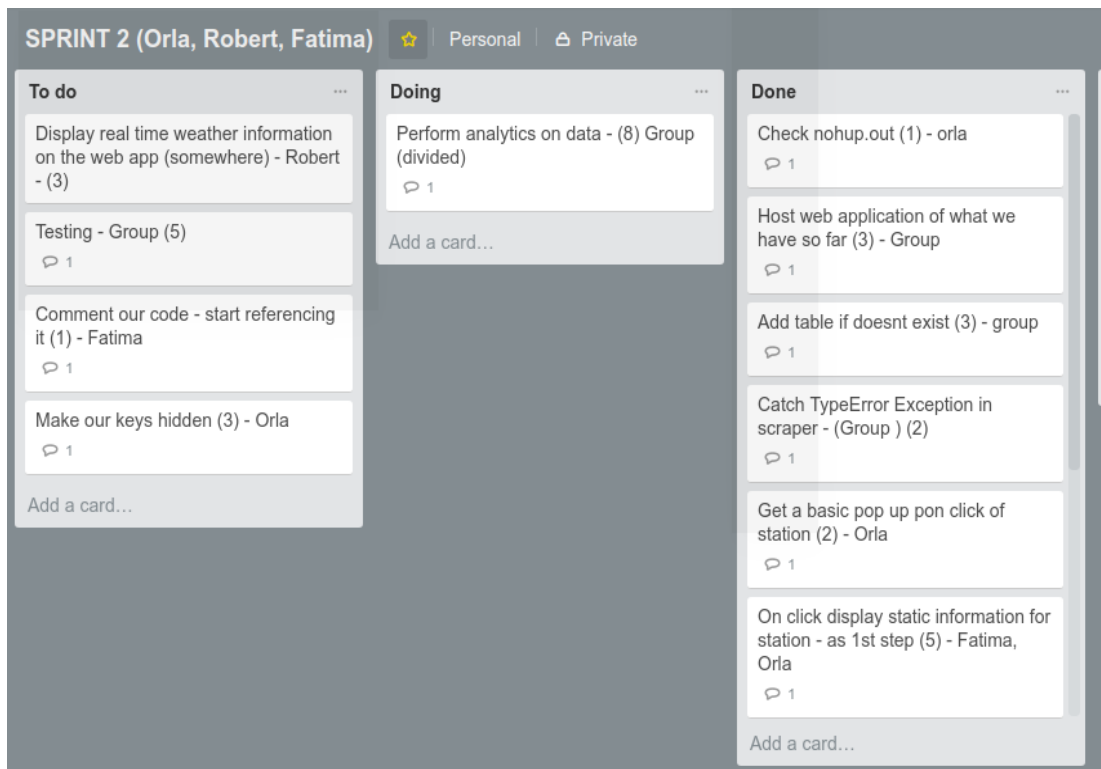 SPRINT 2 (Orla, Robert, Fatima) Personal Private
To do
Display real time weather information
on the web app (somewhere) - Robert
- (3)
Testing - Group (5)
1
Comment our code - start referencing
it (1) - Fatima
1
Make our keys hidden (3) - Orla
1
Add a card...
Doing
Perform analytics on data - (8) Group
(divided)
1
Add a card...
Done
Check nohup.out (1) - orla
1
Host web application of what we
have so far (3) - Group
1
Add table if doesnt exist (3) - group
1
Catch TypeError Exception in
scraper - (Group ) (2)
1
Get a basic pop up pon click of
station (2) - Orla
1
On click display static information for
station - as 1st step (5) - Fatima,
Orla
1
Add a card...